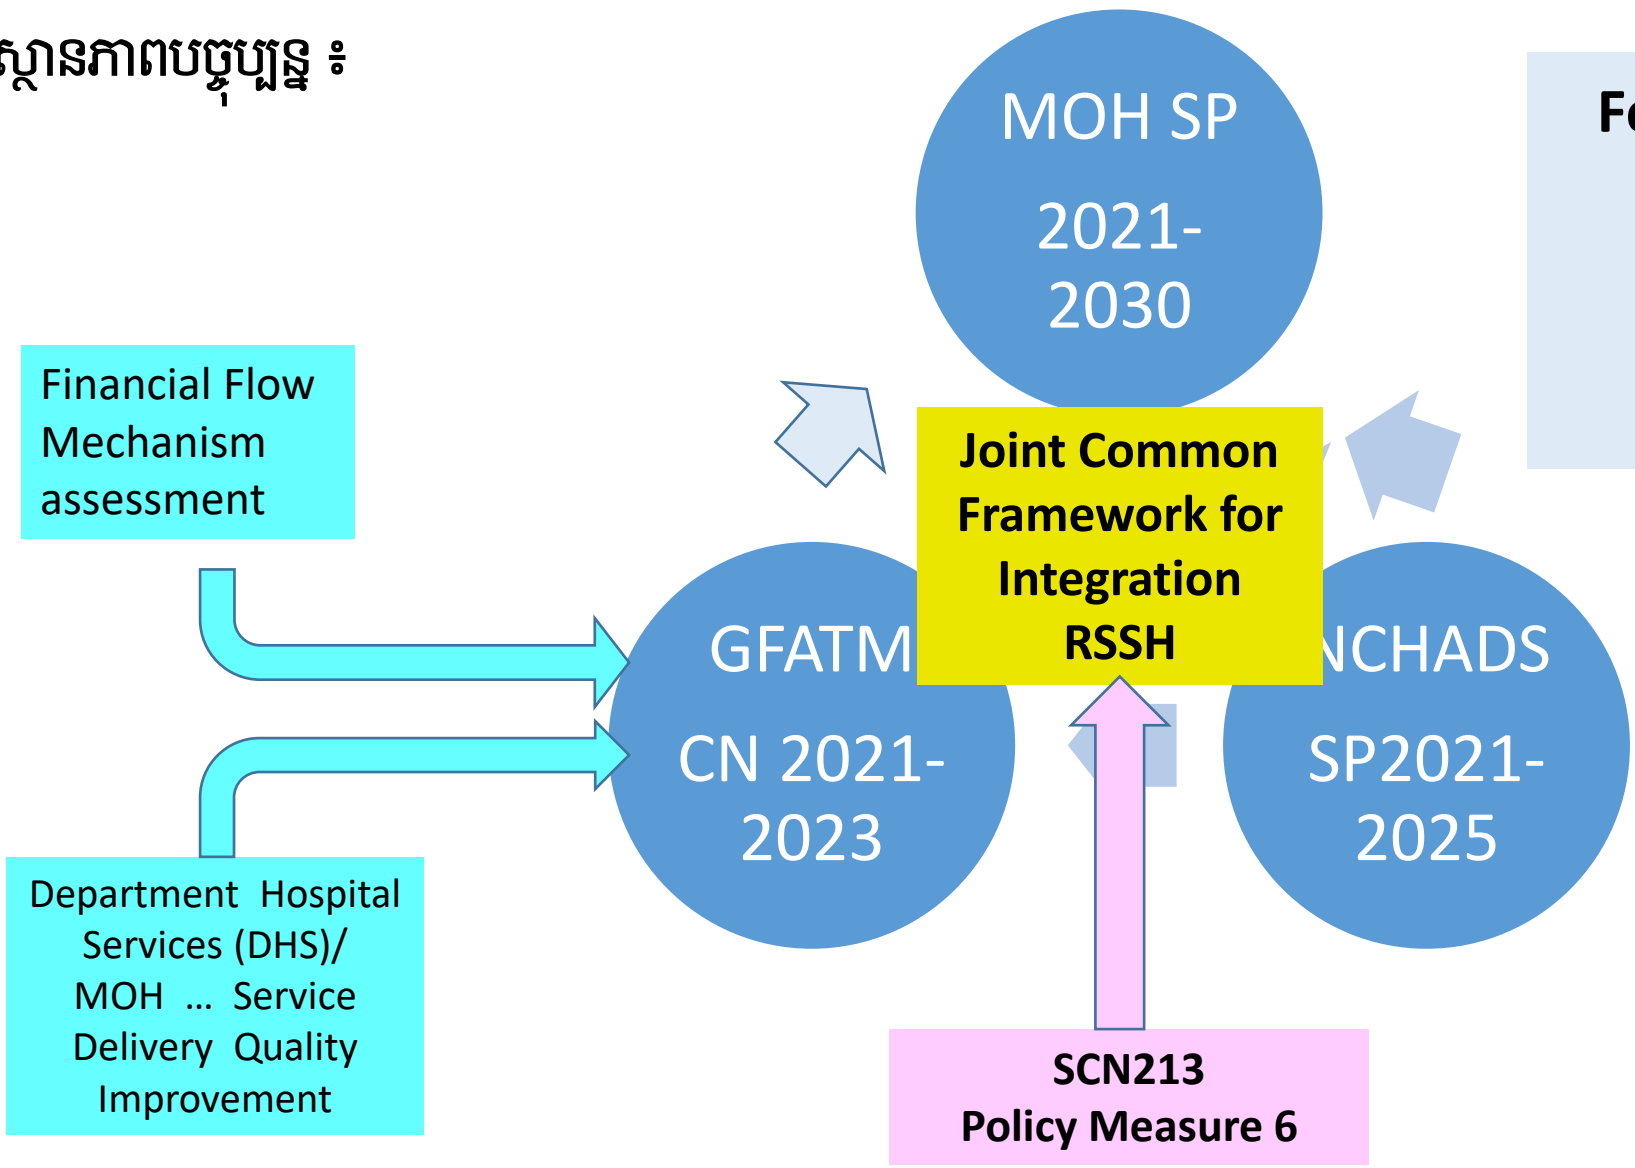 ស្ថានភាពបច្ចុប្បន្ន ៖
MOH SP
2021-
2030
Financial Flow
Mechanism
assessment
Joint Common
Framework for
Integration
RSSH
GFATM
CN 2021-
2023
NCHADS
SP2021-
2025
Department Hospital
Services (DHS)/
MOH ... Service
Delivery Quality
Improvement
SCN213
Policy Measure 6